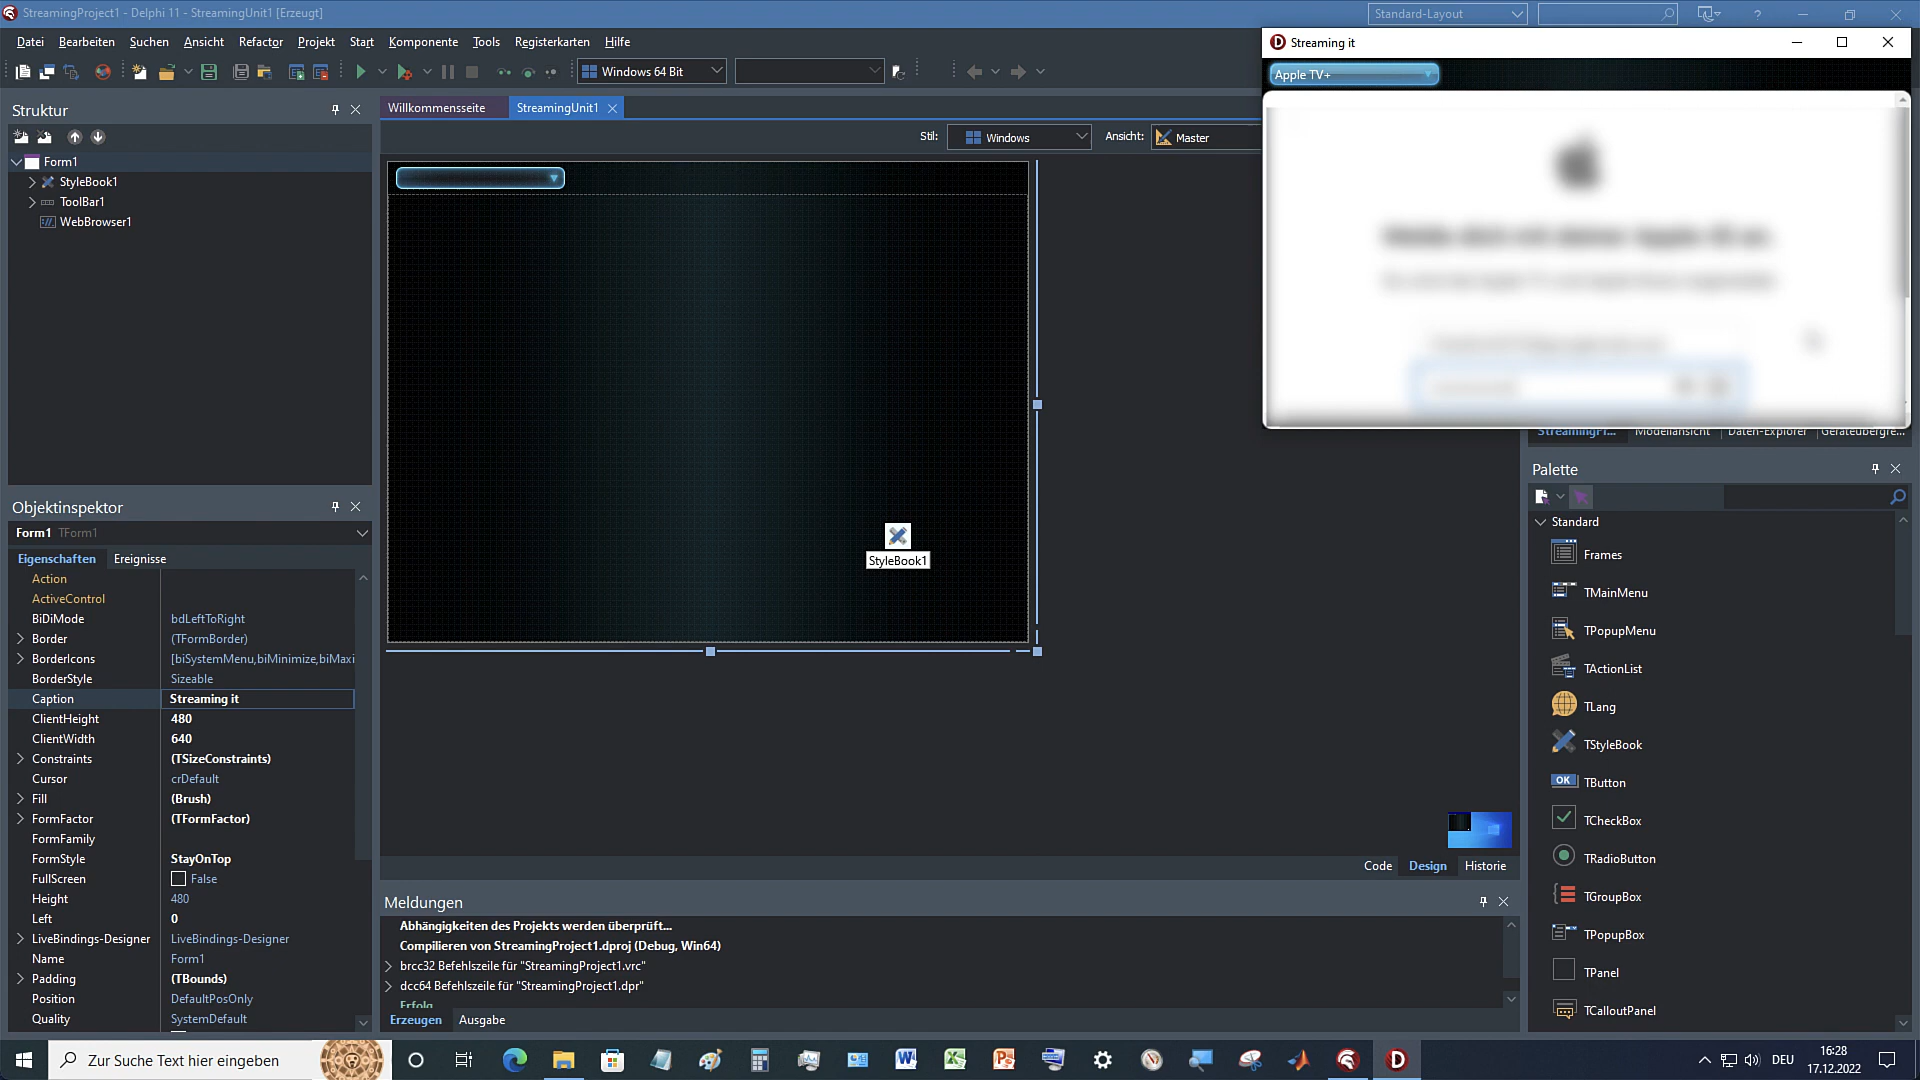 StreamingProject1 - Delphi 11 - StreamingUnit1 [Erzeugt]
Standard-Layout
?
Datei Bearbeiten Suchen Ansicht Refactor Projekt Start Komponente Tools Registerkarten Hilfe
Windows 64 Bit
Streaming it
Apple TV+
Struktur
Form1
StyleBook1
ToolBar1
WebBrowser1
Willkommensseite
StreamingUnit1
Stil:
Windows
Ansicht:
Master
StyleBook1
Objektinspektor
Form1 TForm1
Eigenschaften Ereignisse
Action
ActiveControl
BiDiMode bdLeftToRight
Border (TFormBorder)
BorderIcons [biSystemMenu,biMinimize,biMaxi
BorderStyle Sizeable
Caption Streaming it
ClientHeight 480
ClientWidth 640
Constraints (TSizeConstraints)
Cursor crDefault
Fill (Brush)
FormFactor (TFormFactor)
FormFamily
FormStyle StayOnTop
FullScreen False
Height 480
Left 0
LiveBindings-Designer LiveBindings-Designer
Name Form1
Padding (TBounds)
Position DefaultPosOnly
Quality SystemDefault
Code Design Historie
Meldungen
Abhängigkeiten des Projekts werden überprüft...
Compilieren von StreamingProject1.dproj (Debug, Win64)
brcc32 Befehlszeile für "StreamingProject1.vrc"
dcc64 Befehlszeile für "StreamingProject1.dpr"
Erfolg
Erzeugen Ausgabe
StreamingPr... Modellansicht Daten-Explorer Geräteübergre...
Palette
Standard
Frames
TMainMenu
TPopupMenu
TActionList
TLang
TStyleBook
OK TButton
TCheckBox
TRadioButton
TGroupBox
TPopupBox
TPanel
TCalloutPanel
Zur Suche Text hier eingeben
DEU
16:28
17.12.2022